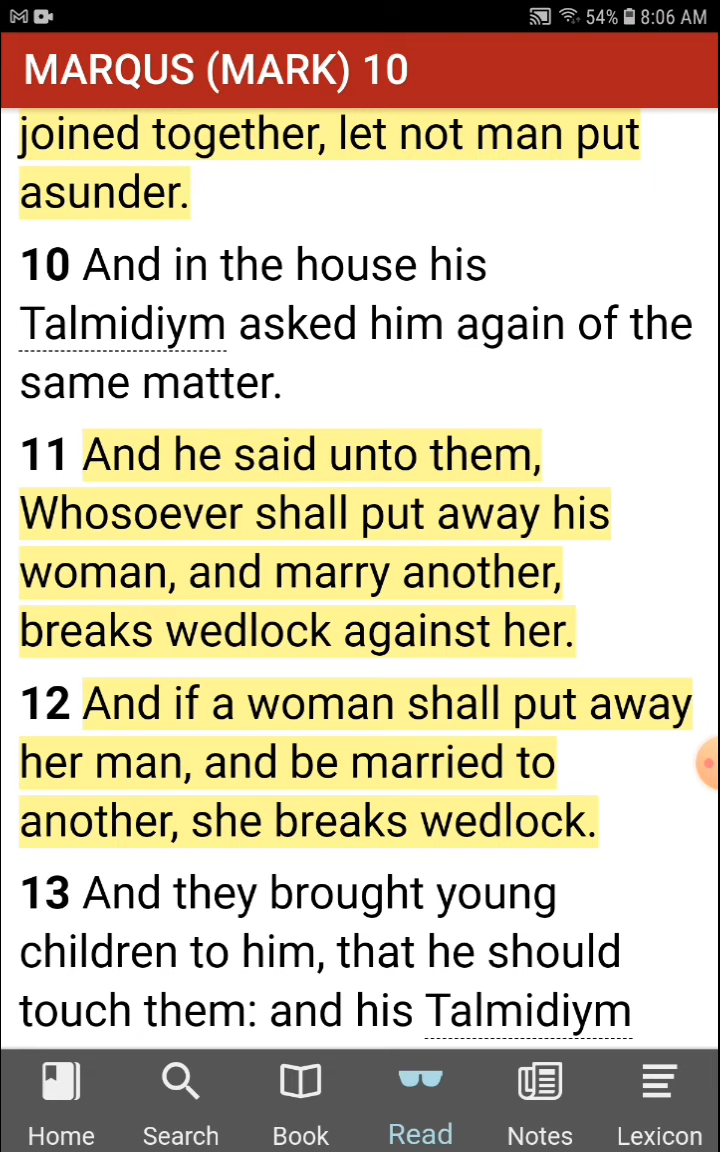 54% 8:06 AM
MARQUS (MARK) 10
joined together, let not man put
asunder.
10 And in the house his
Talmidiym asked him again of the
same matter.
11 And he said unto them,
Whosoever shall put away his
woman, and marry another,
breaks wedlock against her.
12 And if a woman shall put away
her man, and be married to
another, she breaks wedlock.
13 And they brought young
children to him, that he should
touch them: and his Talmidiym
Home Search Book Read Notes Lexicon